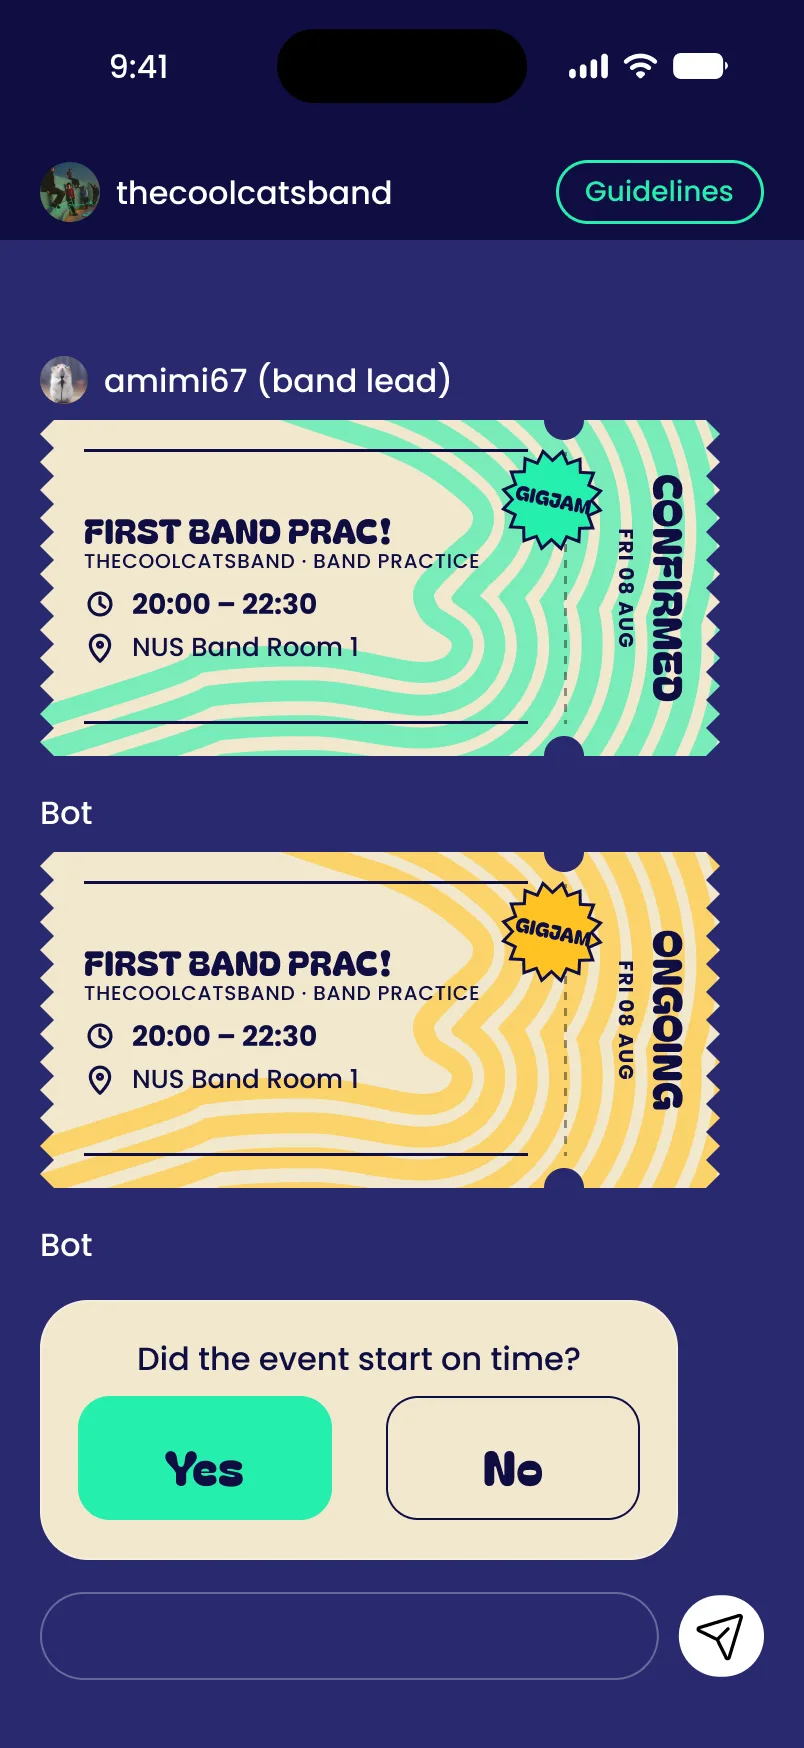 9:41
thecoolcatsband
Guidelines
amimi67 (band lead)
FIRST BAND PRAC!
THECOOLCATSBAND · BAND PRACTICE
20:00 – 22:30
NUS Band Room 1
GIGJAM
FRI 08 AUG
CONFIRMED
Bot
FIRST BAND PRAC!
THECOOLCATSBAND · BAND PRACTICE
20:00 – 22:30
NUS Band Room 1
GIGJAM
FRI 08 AUG
ONGOING
Bot
Did the event start on time?
Yes
No